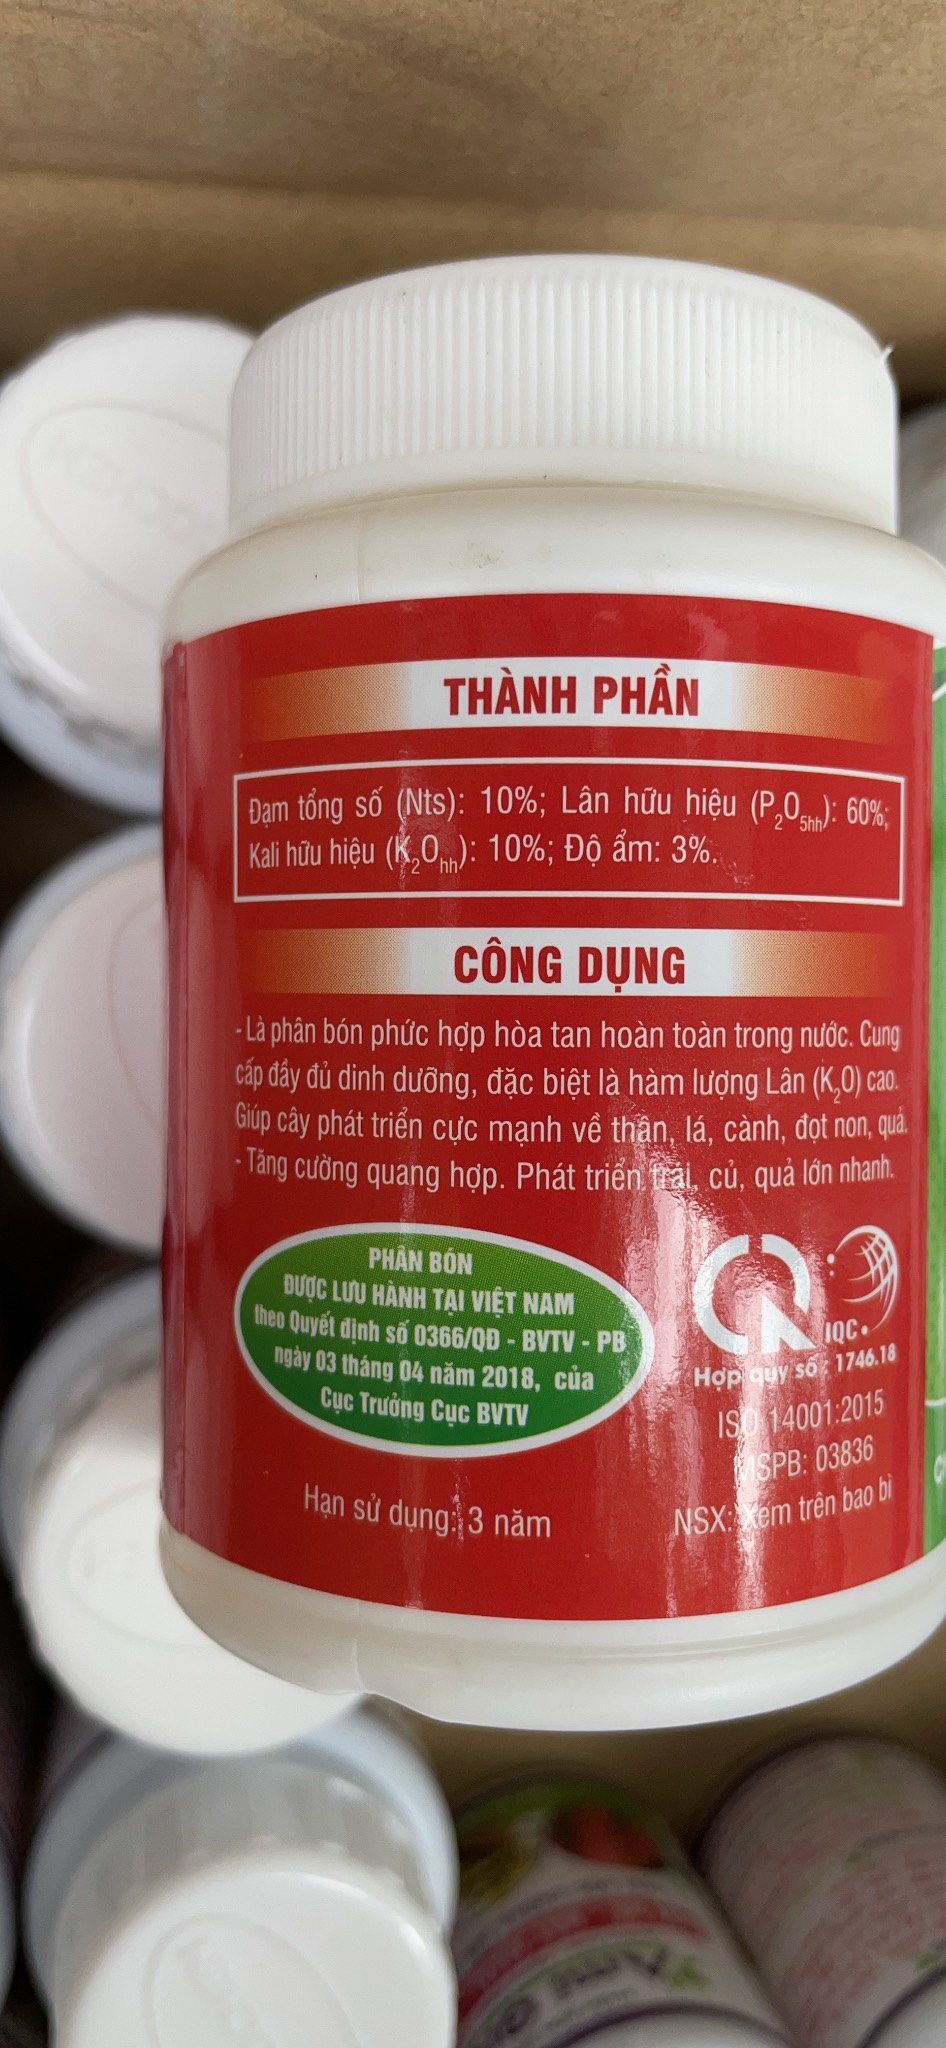 THÀNH PHẦN
Đạm tổng số (Nts): 10%; Lân hữu hiệu (P₂O₅hh): 60%;
Kali hữu hiệu (K₂Ohh): 10%; Độ ẩm: 3%.
CÔNG DỤNG
- Là phân bón phức hợp hòa tan hoàn toàn trong nước. Cung
cấp đầy đủ dinh dưỡng, đặc biệt là hàm lượng Lân (K₂O) cao.
Giúp cây phát triển cực mạnh về thân, lá, cành, đọt non, quả.
- Tăng cường quang hợp. Phát triển trái, củ, quả lớn nhanh.
PHÂN BÓN
ĐƯỢC LƯU HÀNH TẠI VIỆT NAM
theo Quyết định số 0366/QĐ - BVTV - PB
ngày 03 tháng 04 năm 2018, của
Cục Trưởng Cục BVTV
IQC
Hợp quy số: 1746.18
ISO 14001:2015
MSPB: 03836
Hạn sử dụng: 3 năm
NSX: Xem trên bao bì